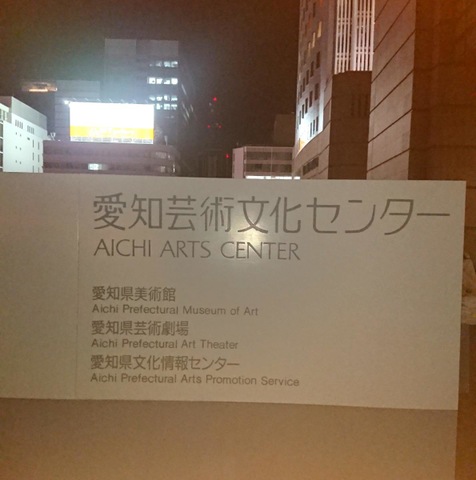 愛知芸術文化センター
AICHI ARTS CENTER
愛知県美術館
Aichi Prefectural Museum of Art
愛知県芸術劇場
Aichi Prefectural Art Theater
愛知県文化情報センター
Aichi Prefectural Arts Promotion Service